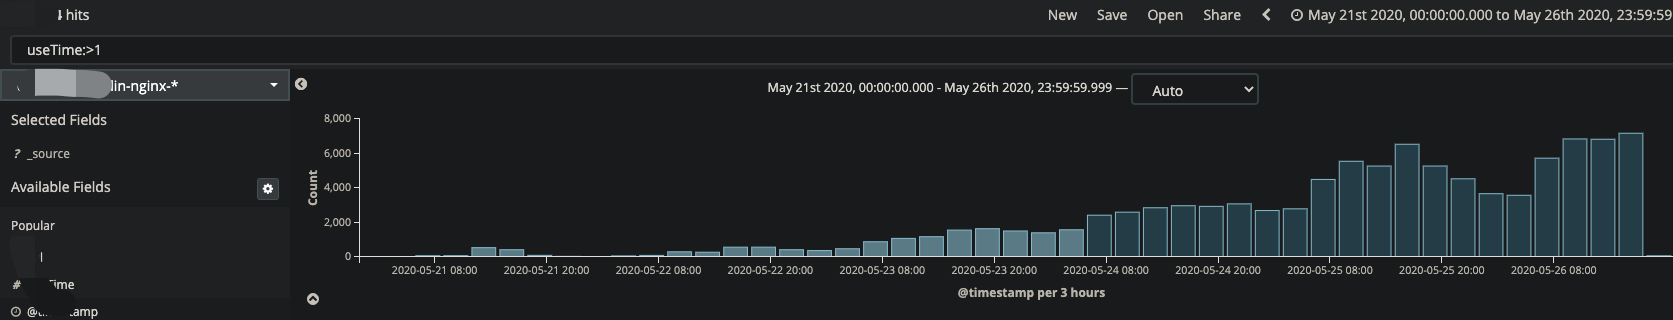 hits
New Save Open Share May 21st 2020, 00:00:00.000 to May 26th 2020, 23:59:59
useTime:>1
lin-nginx-*
May 21st 2020, 00:00:00.000 - May 26th 2020, 23:59:59.999 — Auto
Selected Fields
? _source
Available Fields
Popular
# Time
@t amp
Count
8,000
6,000
4,000
2,000
0
2020-05-21 08:00 2020-05-21 20:00 2020-05-22 08:00 2020-05-22 20:00 2020-05-23 08:00 2020-05-23 20:00 2020-05-24 08:00 2020-05-24 20:00 2020-05-25 08:00 2020-05-25 20:00 2020-05-26 08:00
@timestamp per 3 hours